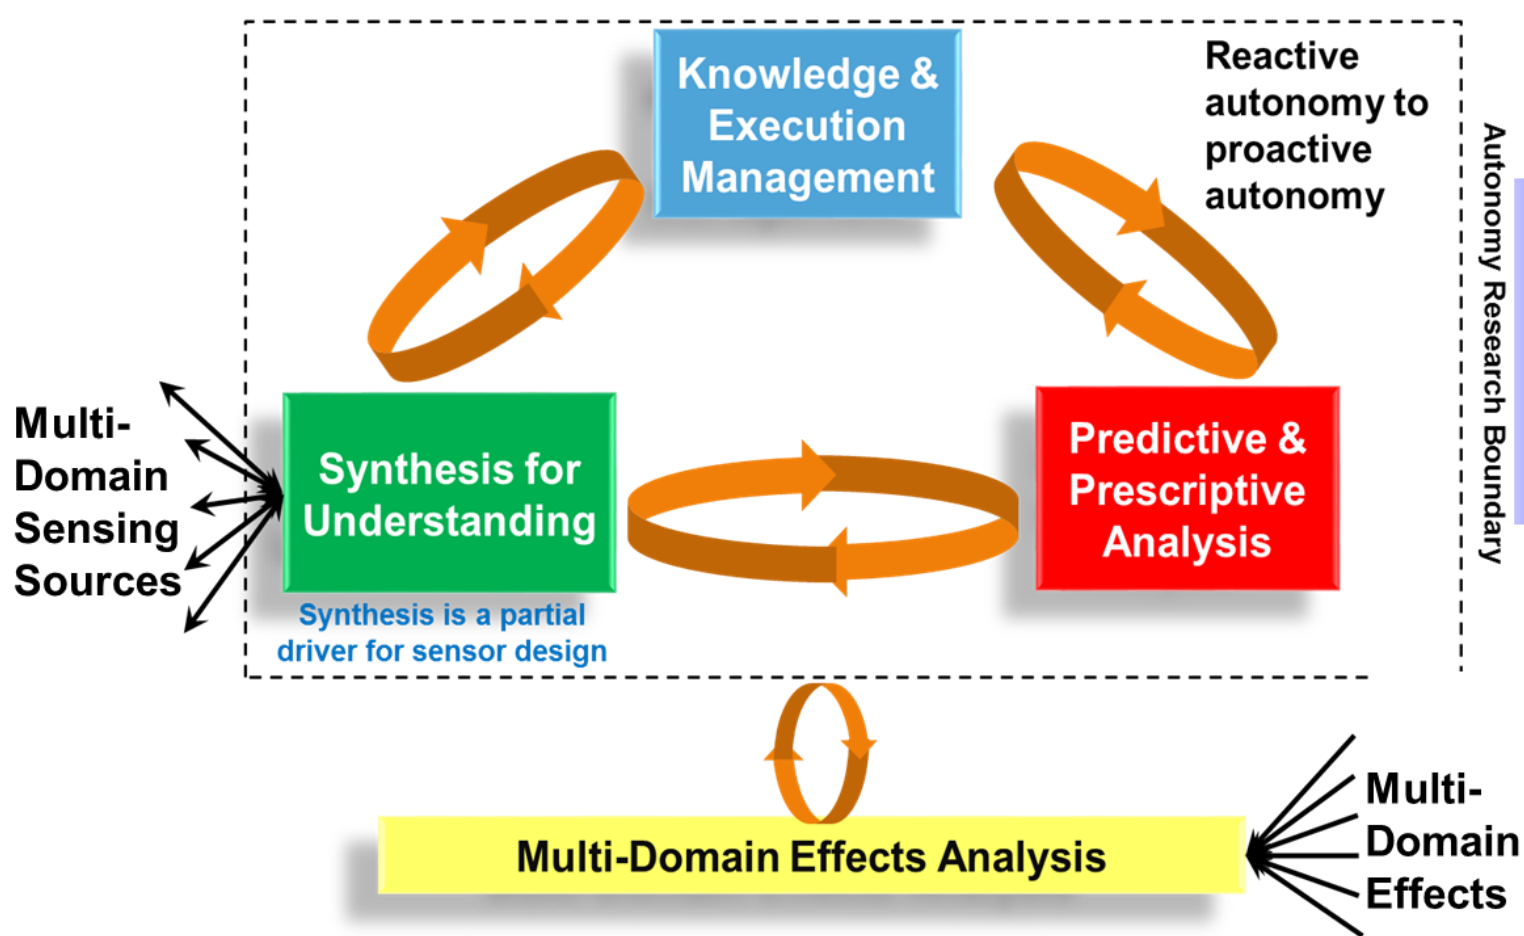 Knowledge &
Execution
Management
Reactive
autonomy to
proactive
autonomy
Autonomy Research Boundary
Multi-
Domain
Sensing
Sources
Synthesis for
Understanding
Synthesis is a partial
driver for sensor design
Predictive &
Prescriptive
Analysis
Multi-Domain Effects Analysis
Multi-
Domain
Effects